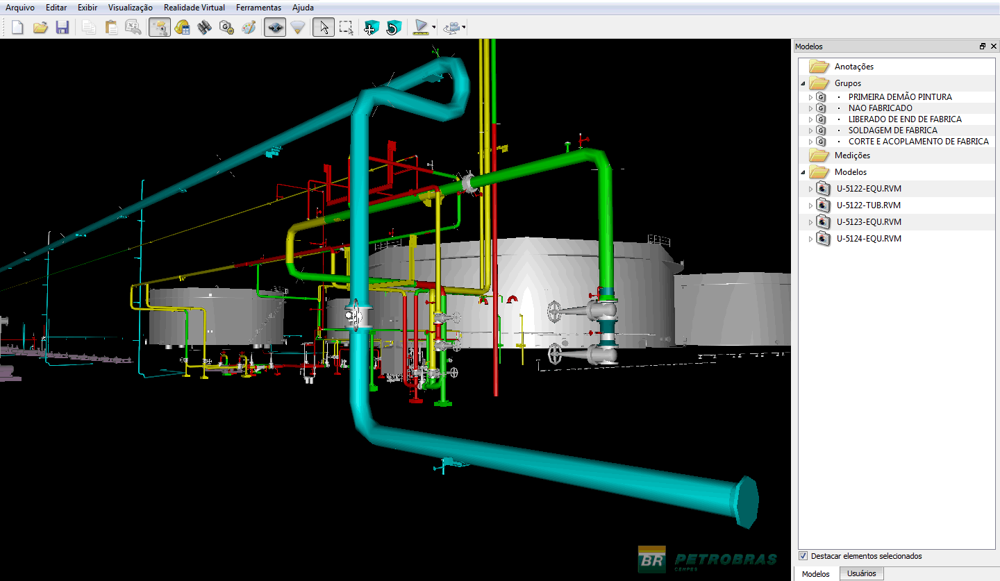 Arquivo Editar Exibir Visualização Realidade Virtual Ferramentas Ajuda
Modelos
Anotações
Grupos
G · PRIMEIRA DEMÃO PINTURA
G · NAO FABRICADO
G · LIBERADO DE END DE FABRICA
G · SOLDAGEM DE FABRICA
G · CORTE E ACOPLAMENTO DE FABRICA
Medições
Modelos
U-5122-EQU.RVM
U-5122-TUB.RVM
U-5123-EQU.RVM
U-5124-EQU.RVM
BR PETROBRAS
CENPES
Destacar elementos selecionados
Modelos Usuários